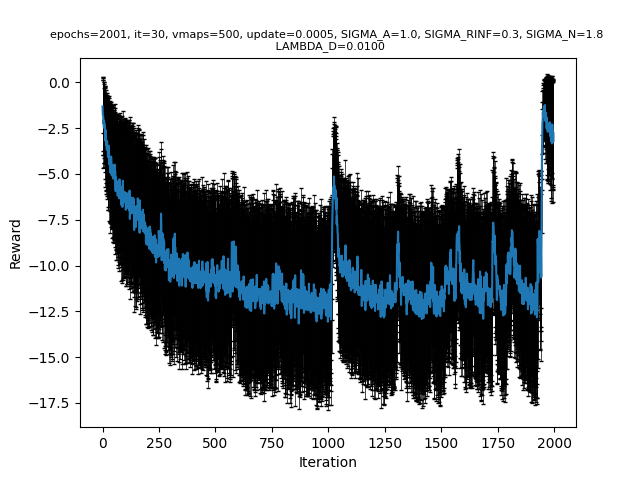 epochs=2001, it=30, vmaps=500, update=0.0005, SIGMA_A=1.0, SIGMA_RINF=0.3, SIGMA_N=1.8
LAMBDA_D=0.0100
0.0
−2.5
−5.0
−7.5
−10.0
−12.5
−15.0
−17.5
Reward
0 250 500 750 1000 1250 1500 1750 2000
Iteration